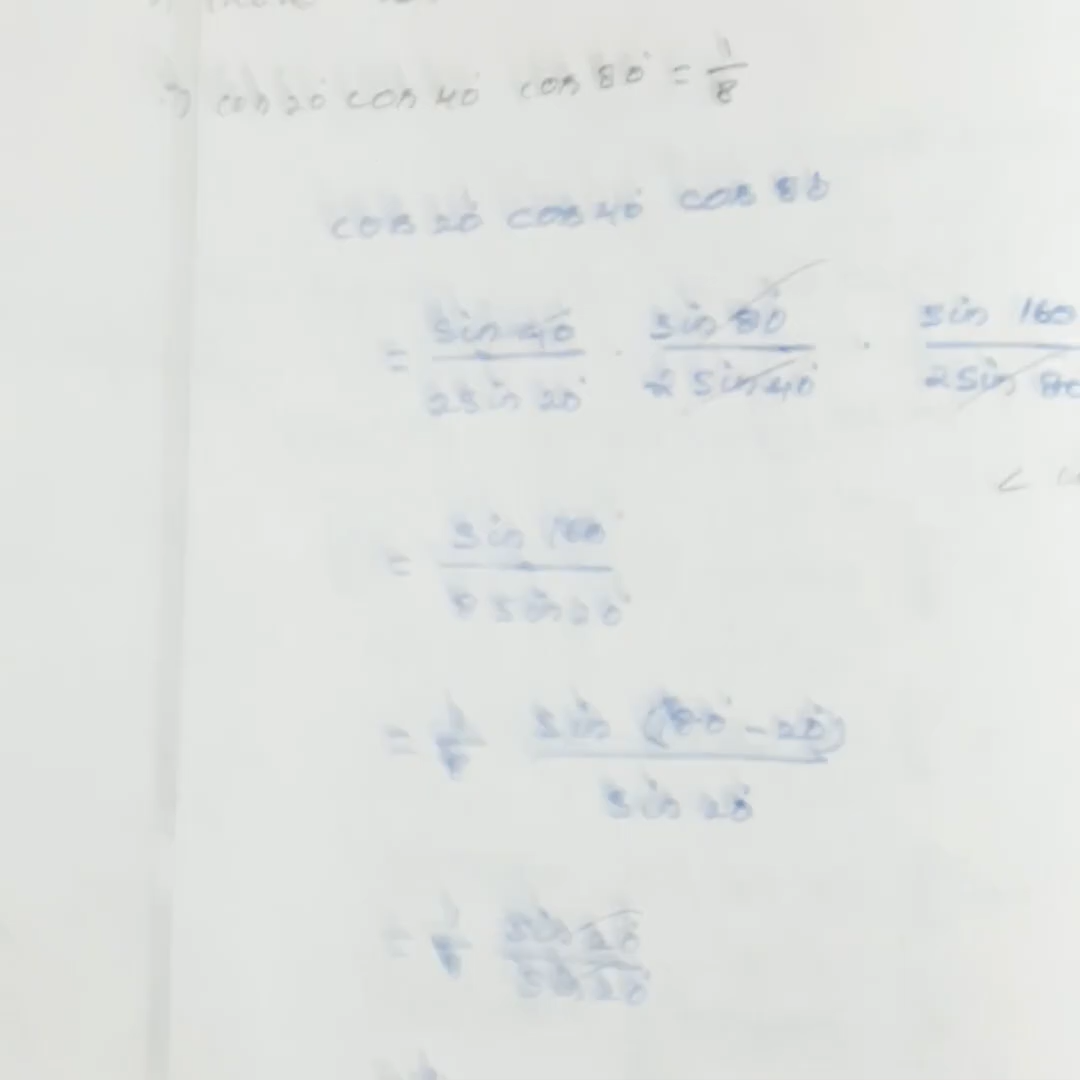 cos 20° cos 40° cos 80° = 1/8
cos 20° cos 40° cos 80°
= sin 40°/2 sin 20° · sin 80°/2 sin 40° · sin 160/2 sin 80
= sin 160°/8 sin 20°
= 1/8 sin (180° - 20°)/sin 20°
= 1/8 sin 20°/sin 20°